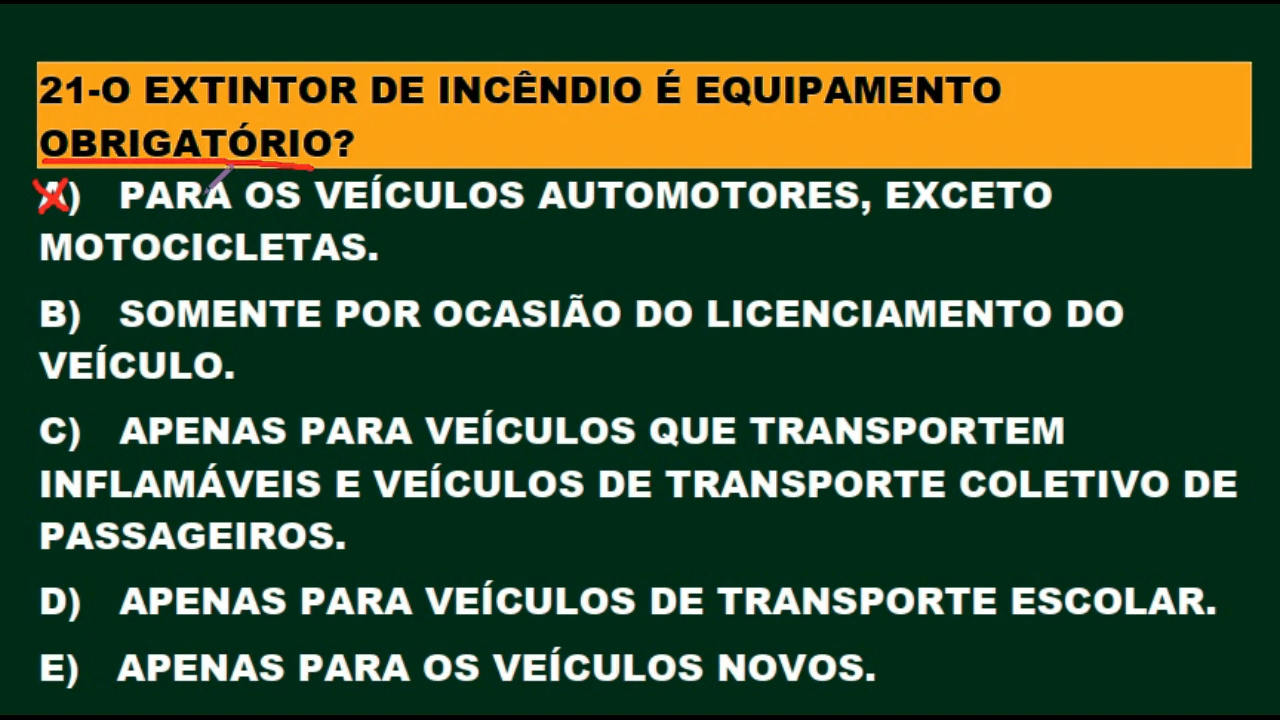 21-O EXTINTOR DE INCÊNDIO É EQUIPAMENTO
OBRIGATÓRIO?
A) PARA OS VEÍCULOS AUTOMOTORES, EXCETO
MOTOCICLETAS.
B) SOMENTE POR OCASIÃO DO LICENCIAMENTO DO
VEÍCULO.
C) APENAS PARA VEÍCULOS QUE TRANSPORTEM
INFLAMÁVEIS E VEÍCULOS DE TRANSPORTE COLETIVO DE
PASSAGEIROS.
D) APENAS PARA VEÍCULOS DE TRANSPORTE ESCOLAR.
E) APENAS PARA OS VEÍCULOS NOVOS.